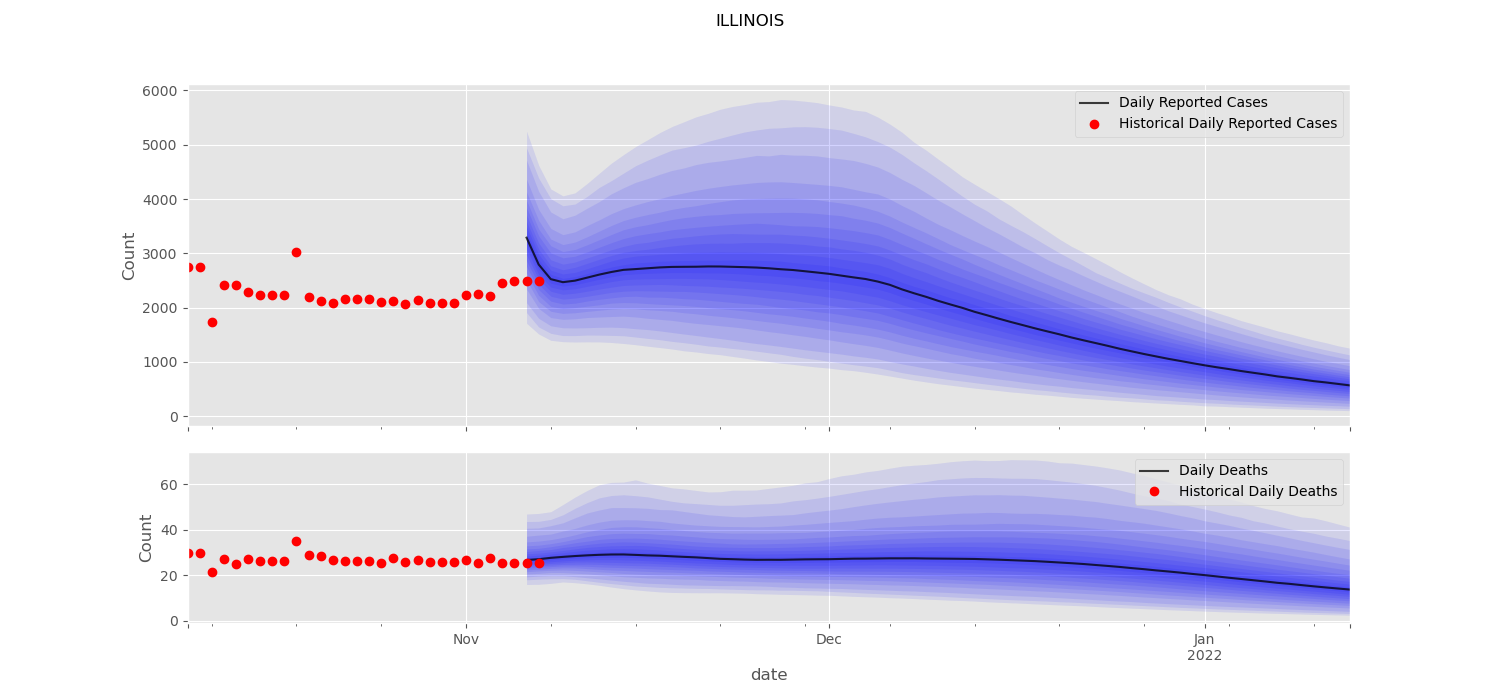 ILLINOIS
6000
5000
4000
3000
2000
1000
0
Count
Daily Reported Cases
Historical Daily Reported Cases
60
40
20
0
Count
Daily Deaths
Historical Daily Deaths
Nov
Dec
Jan
2022
date